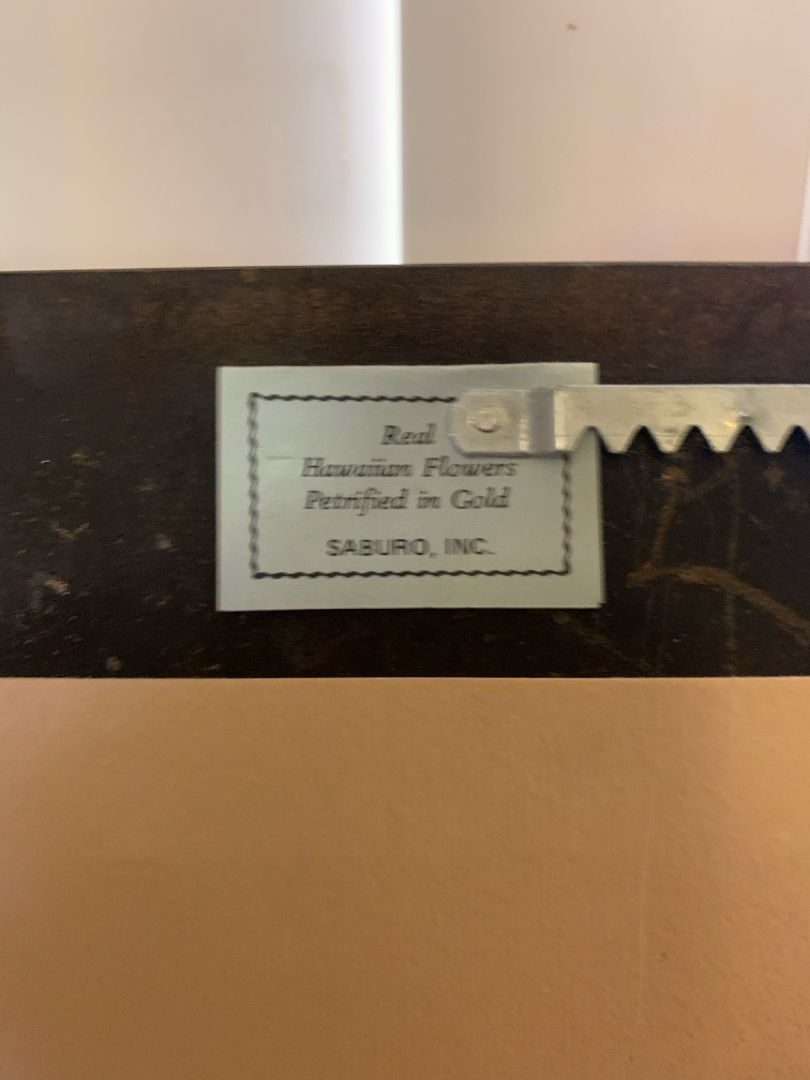 Real
Hawaiian Flowers
Petrified in Gold
SABURO, INC.